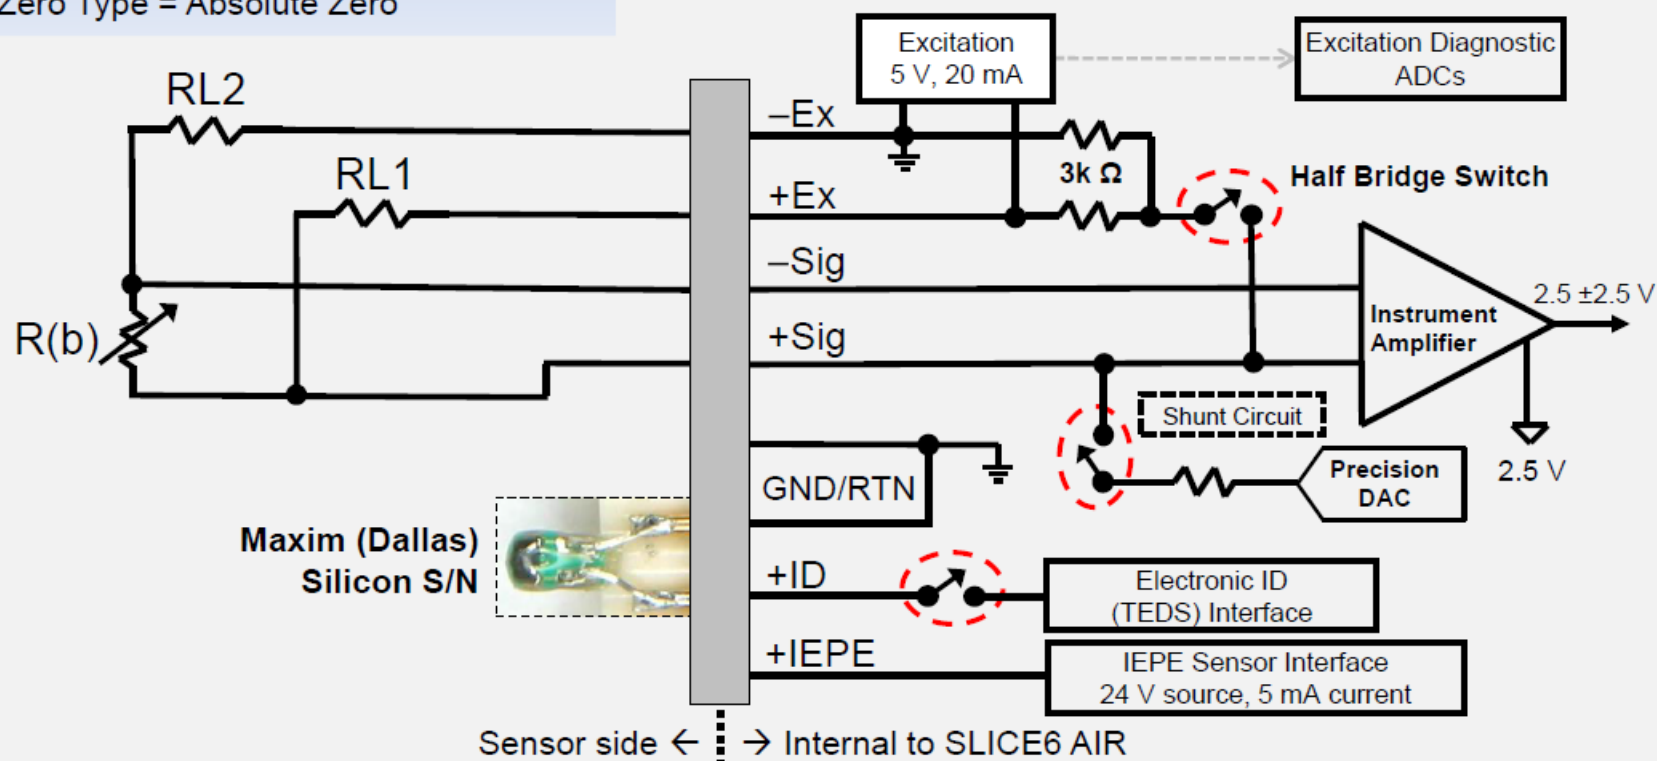 Zero Type = Absolute Zero
Excitation
5 V, 20 mA
Excitation Diagnostic
ADCs
RL2
–Ex
RL1
3k Ω
Half Bridge Switch
+Ex
–Sig
2.5 ±2.5 V
Instrument
Amplifier
R(b)
+Sig
Shunt Circuit
GND/RTN
Precision
DAC
2.5 V
Maxim (Dallas)
Silicon S/N
+ID
Electronic ID
(TEDS) Interface
+IEPE
IEPE Sensor Interface
24 V source, 5 mA current
Sensor side ← → Internal to SLICE6 AIR